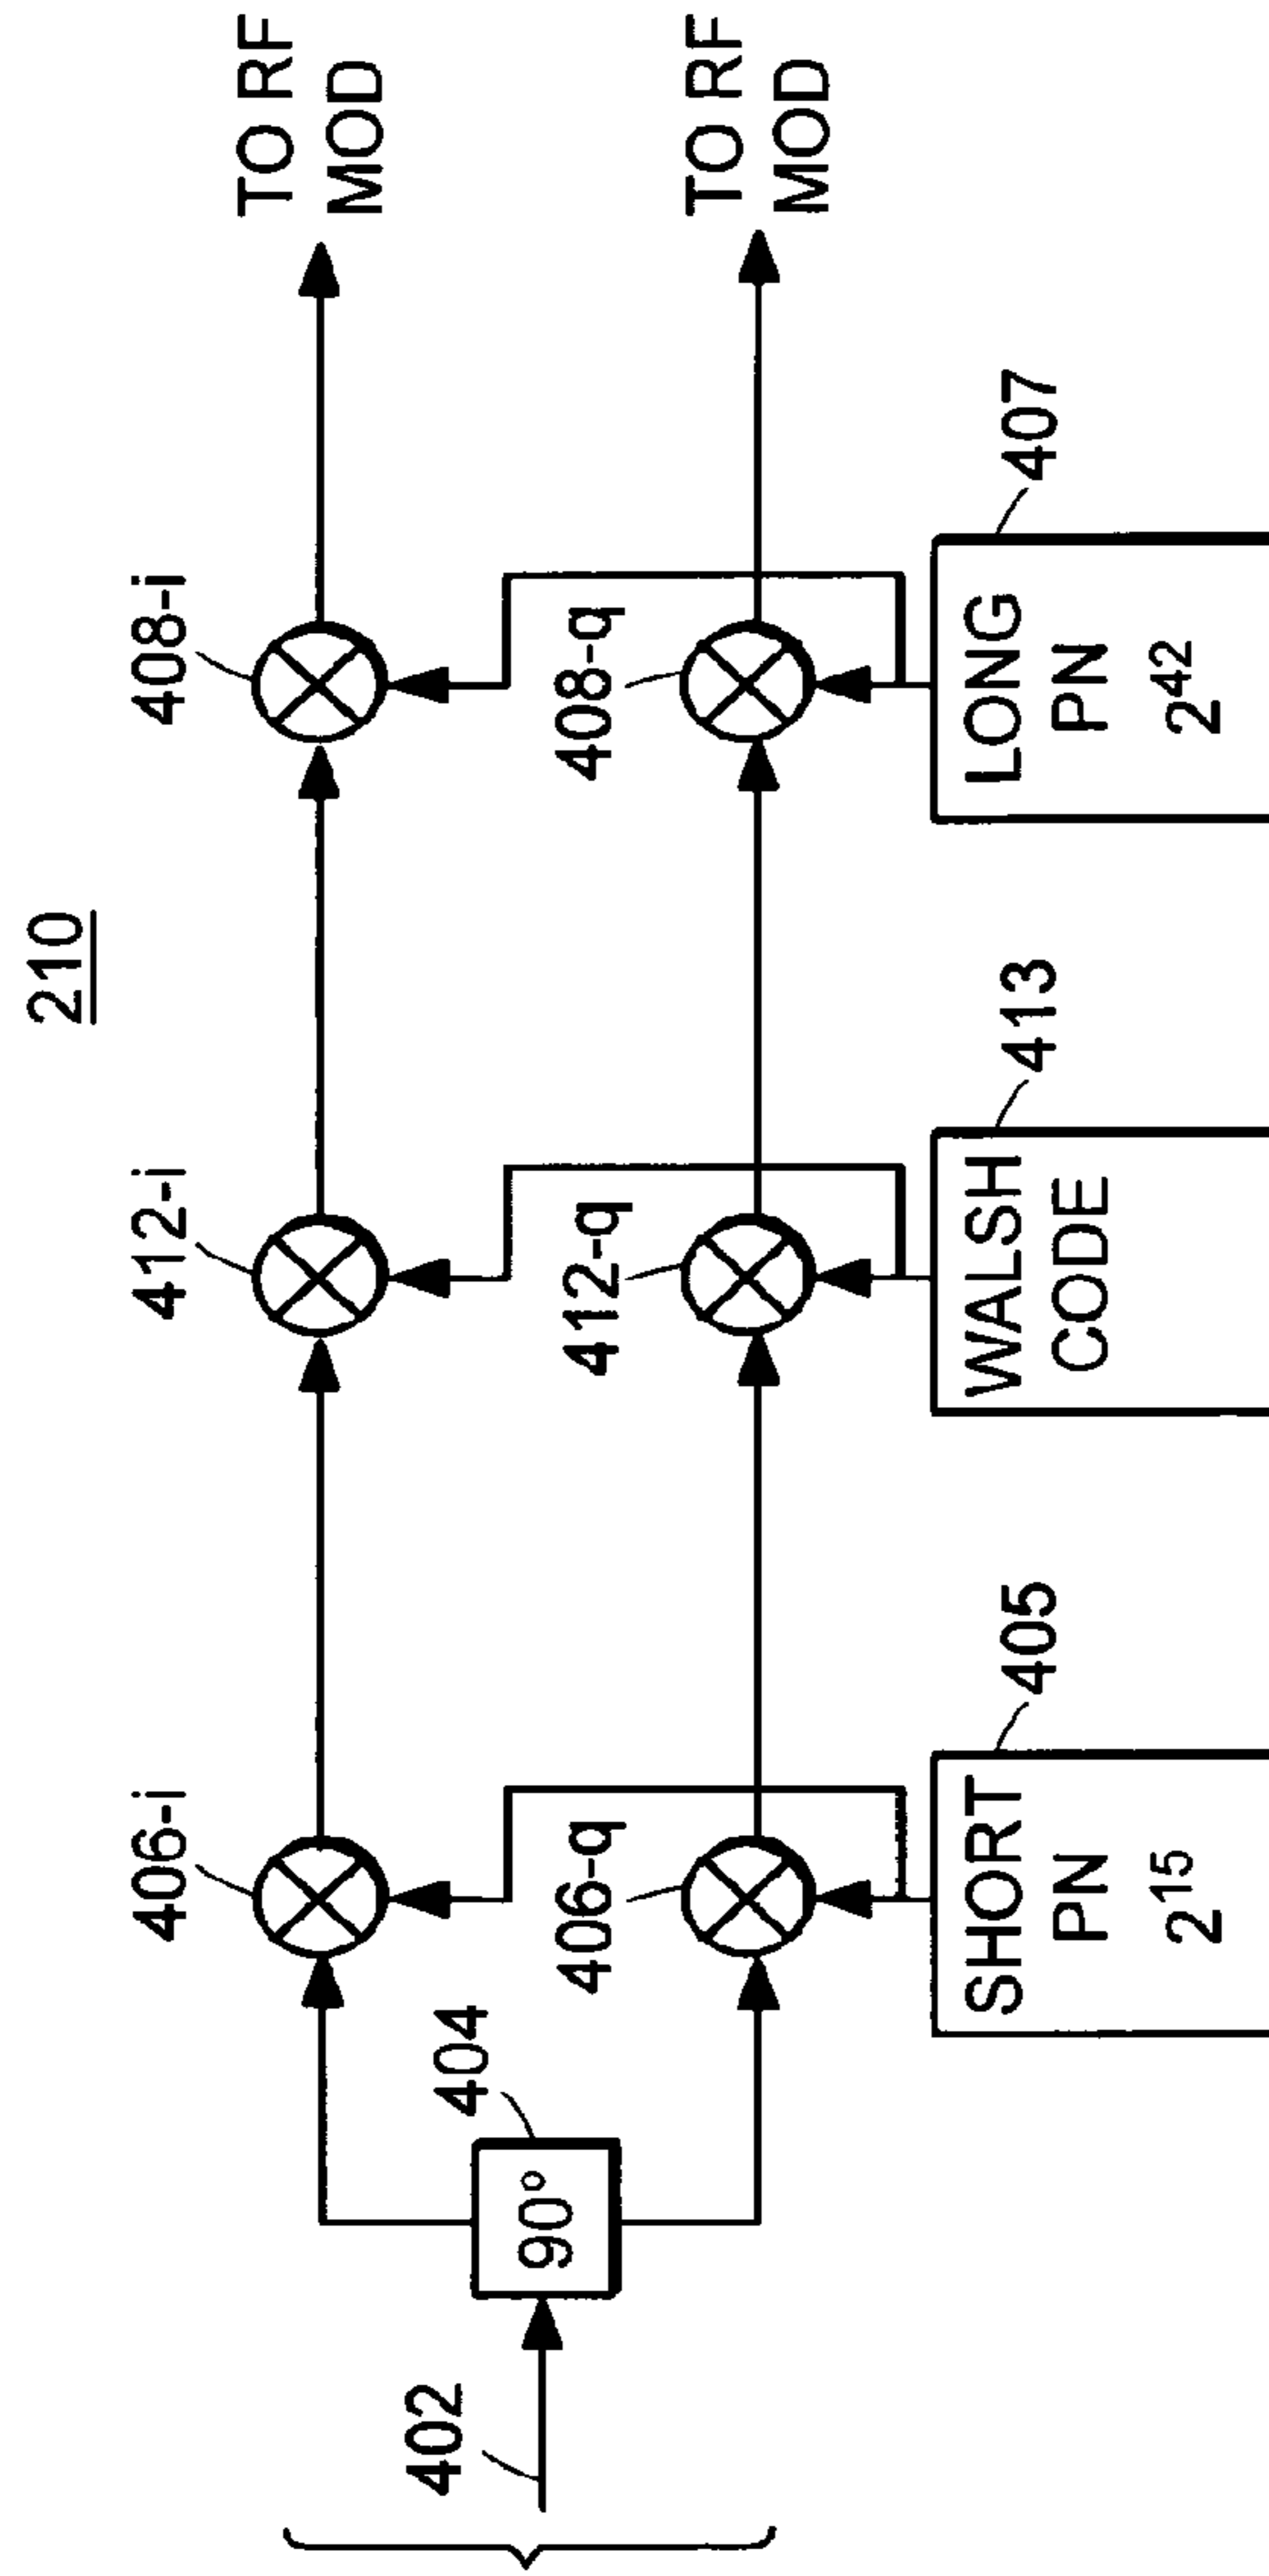 210
406-i
412-i
408-i
TO RF
MOD
402
90°
404
406-q
412-q
408-q
TO RF
MOD
SHORT
PN
2¹⁵
405
WALSH
CODE
413
LONG
PN
2⁴²
407